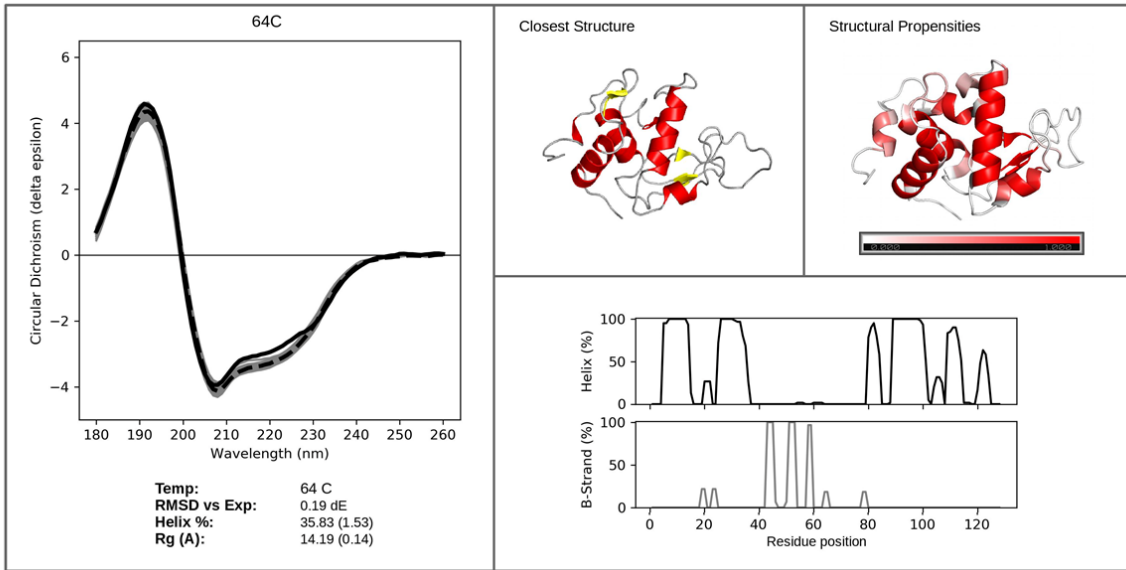 64C
Circular Dichroism (delta epsilon)
6
4
2
0
−2
−4
180 190 200 210 220 230 240 250 260
Wavelength (nm)
Temp: 64 C
RMSD vs Exp: 0.19 dE
Helix %: 35.83 (1.53)
Rg (A): 14.19 (0.14)
Closest Structure
Structural Propensities
0.000 1.000
Helix (%)
100
50
0
B-Strand (%)
100
50
0
0 20 40 60 80 100 120
Residue position